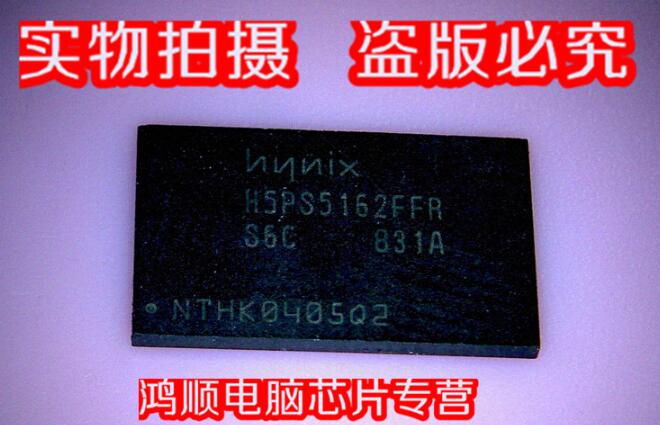 实物拍摄 盗版必究
hynix
H5PS5162FFR
S6C 831A
NTHK0405Q2
鸿顺电脑芯片专营